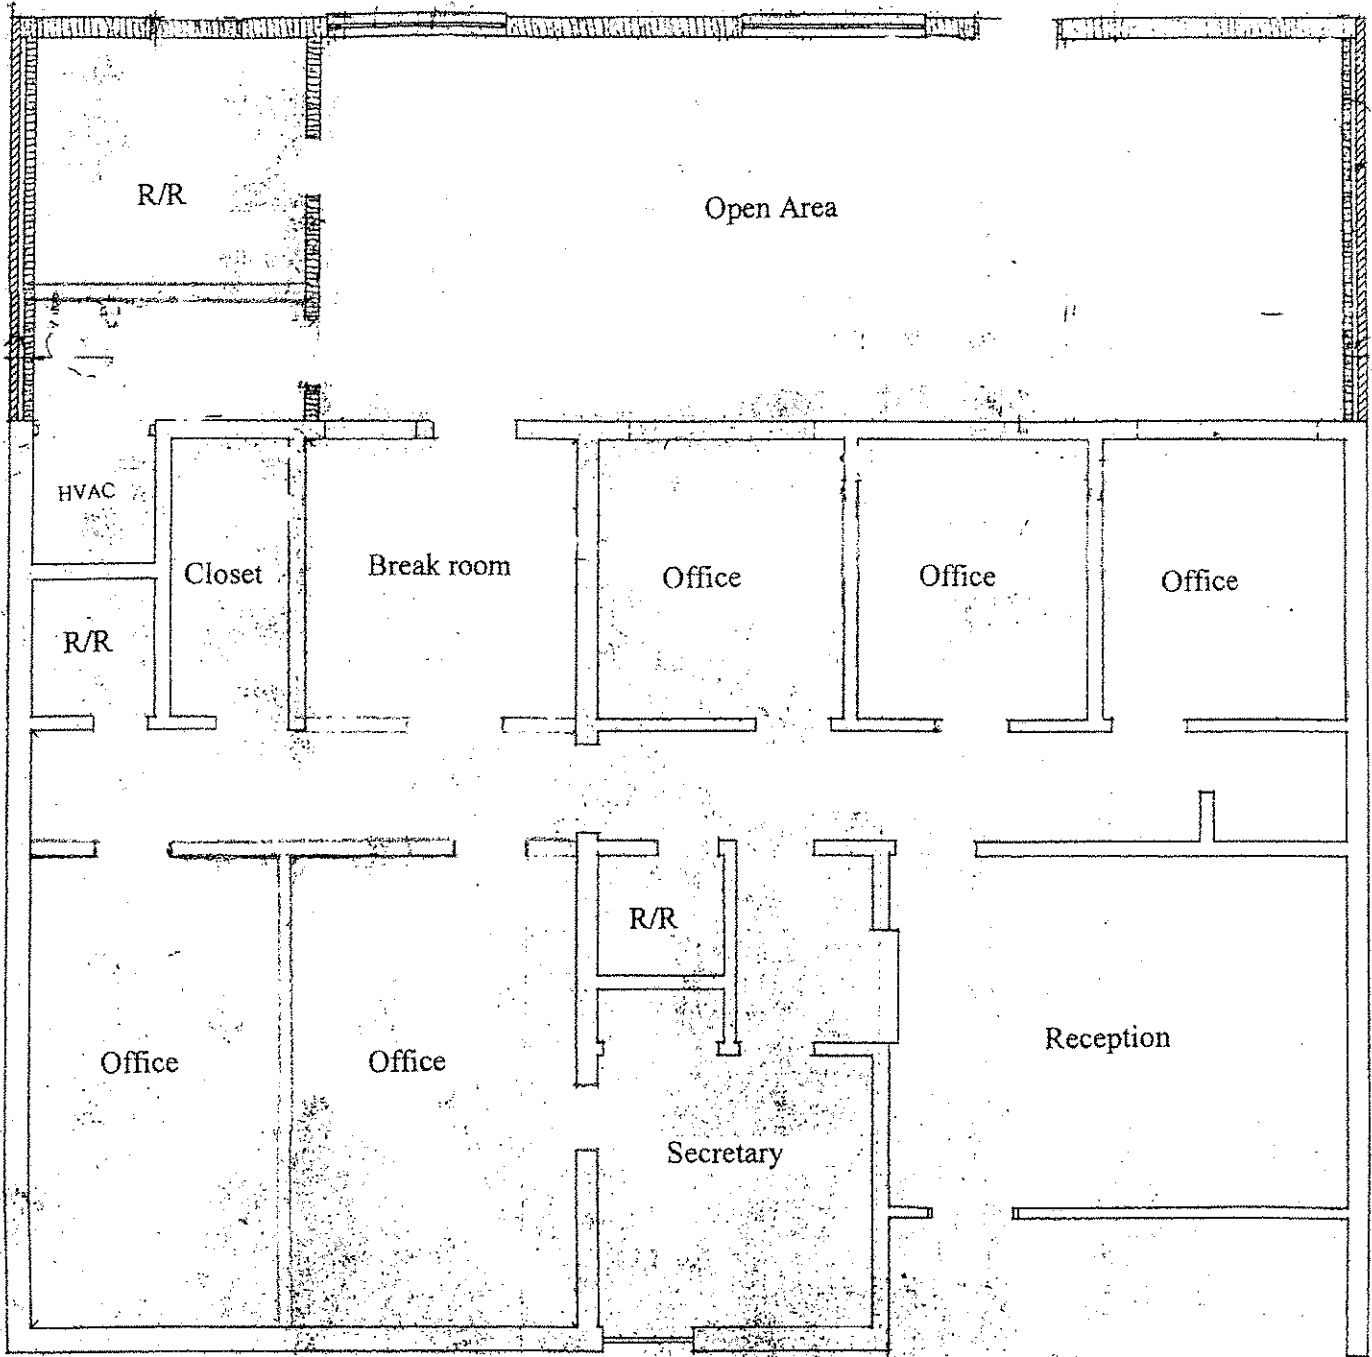 R/R
Open Area
HVAC
Closet
Break room
Office
Office
Office
R/R
R/R
Office
Office
Reception
Secretary